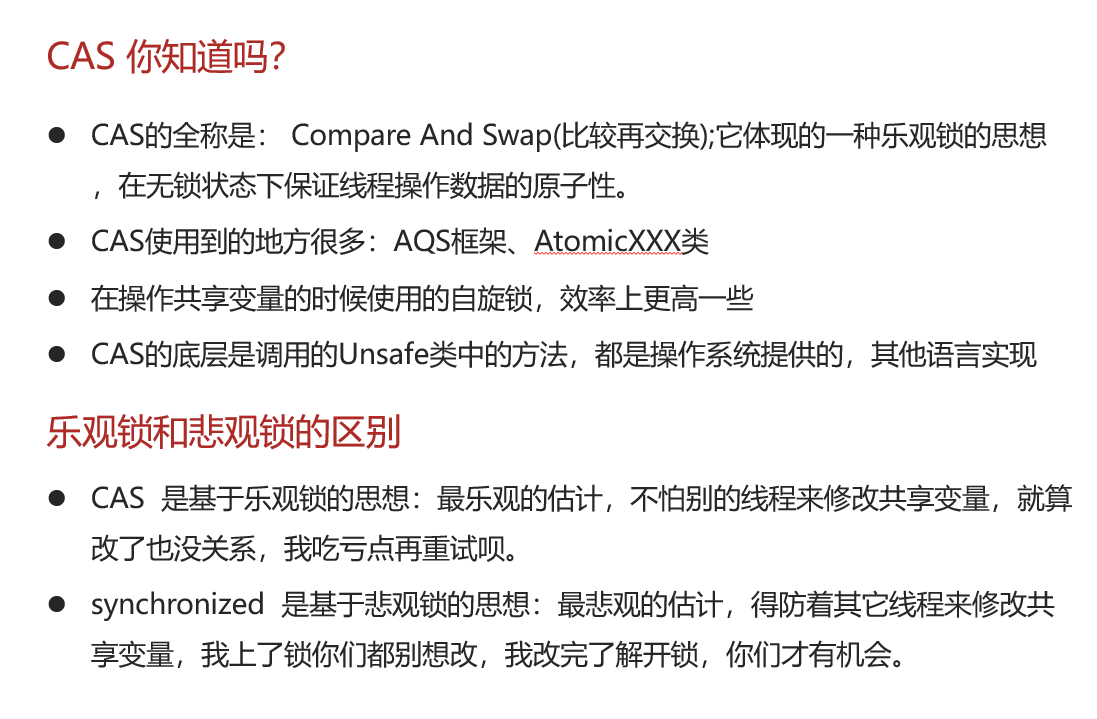 CAS 你知道吗？
● CAS的全称是： Compare And Swap(比较再交换);它体现的一种乐观锁的思想
，在无锁状态下保证线程操作数据的原子性。
● CAS使用到的地方很多：AQS框架、AtomicXXX类
● 在操作共享变量的时候使用的自旋锁，效率上更高一些
● CAS的底层是调用的Unsafe类中的方法，都是操作系统提供的，其他语言实现
乐观锁和悲观锁的区别
● CAS 是基于乐观锁的思想：最乐观的估计，不怕别的线程来修改共享变量，就算
改了也没关系，我吃亏点再重试呗。
● synchronized 是基于悲观锁的思想：最悲观的估计，得防着其它线程来修改共
享变量，我上了锁你们都别想改，我改完了解开锁，你们才有机会。